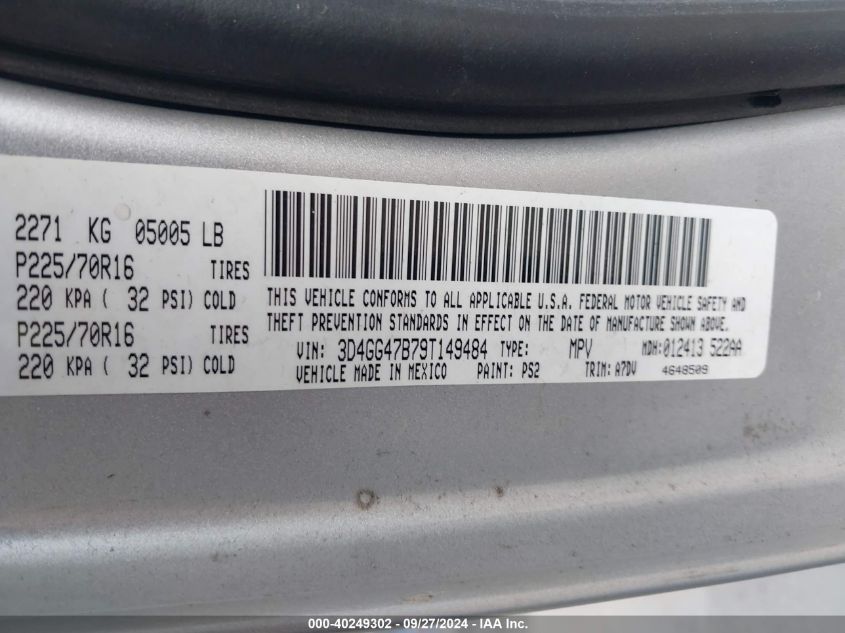 2271 KG 05005 LB
P225/70R16 TIRES
220 KPA ( 32 PSI) COLD
P225/70R16 TIRES
220 KPA ( 32 PSI) COLD
THIS VEHICLE CONFORMS TO ALL APPLICABLE U.S.A. FEDERAL MOTOR VEHICLE SAFETY AND
THEFT PREVENTION STANDARDS IN EFFECT ON THE DATE OF MANUFACTURE SHOWN ABOVE.
VIN: 3D4GG47B79T149484 TYPE: MPV MDH:012413 522AA
VEHICLE MADE IN MEXICO PAINT: PS2 TRIM: A7DV 4648509
000-40249302 - 09/27/2024 - IAA Inc.